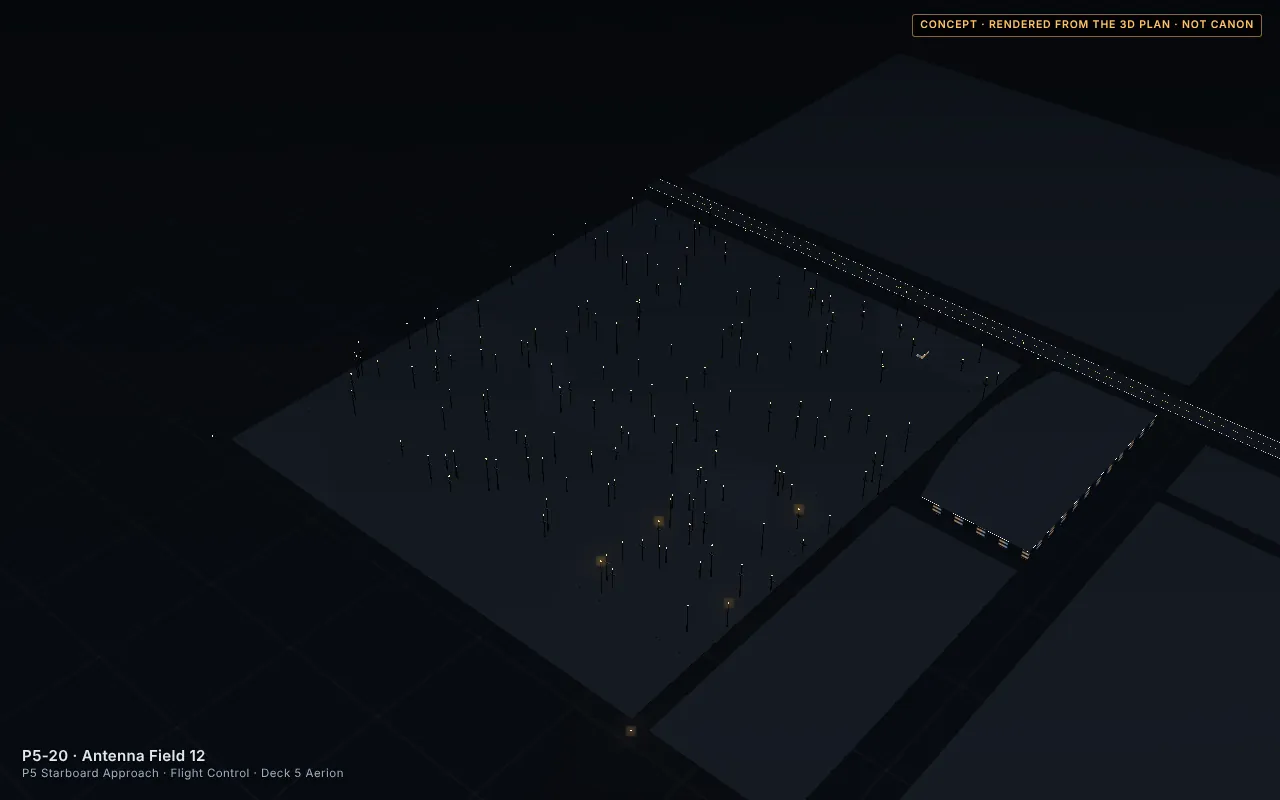 CONCEPT · RENDERED FROM THE 3D PLAN · NOT CANON
P5-20 · Antenna Field 12
P5 Starboard Approach · Flight Control · Deck 5 Aerion